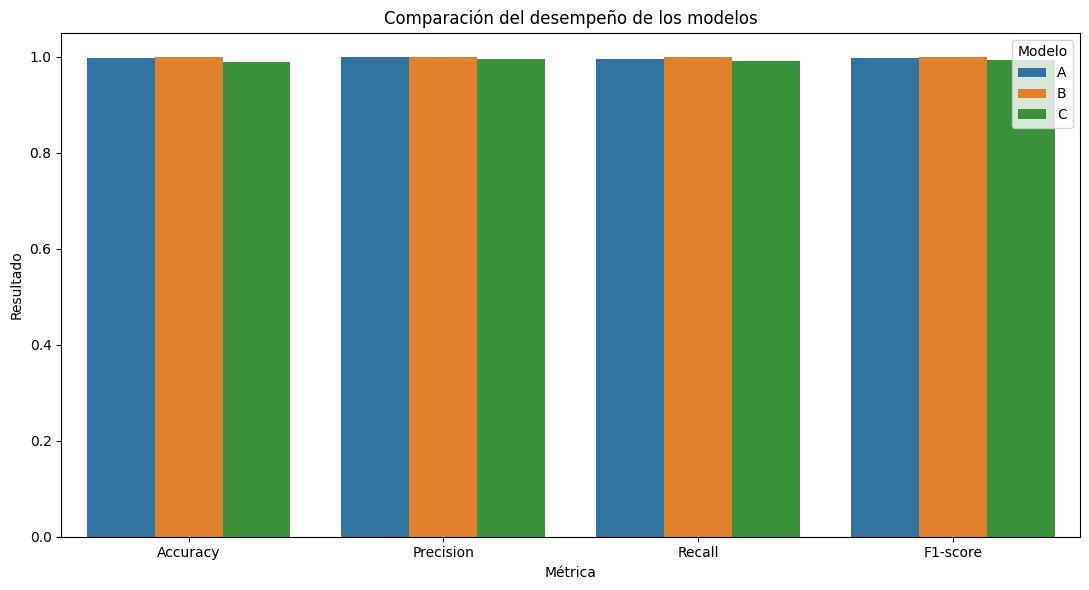 Comparación del desempeño de los modelos
Modelo
A
B
C
1.0
0.8
0.6
0.4
0.2
0.0
Resultado
Accuracy
Precision
Recall
F1-score
Métrica